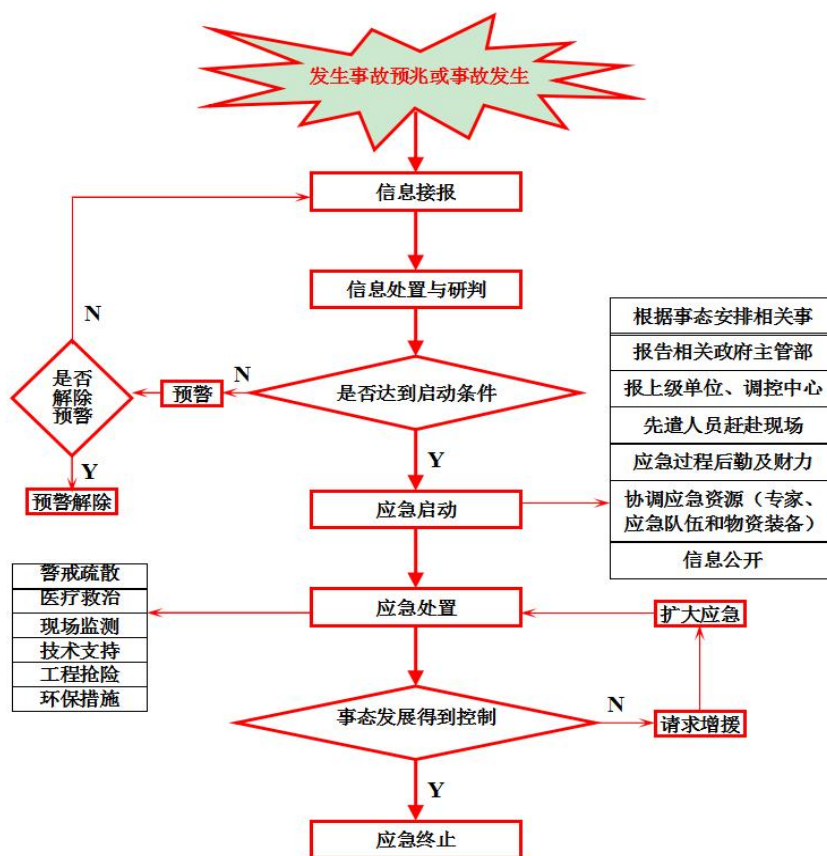 发生事故预兆或事故发生
信息接报
信息处置与研判
N
是否
解除
预警
预警
N
是否达到启动条件
根据事态安排相关事
报告相关政府主管部
报上级单位、调控中心
先遣人员赶赴现场
应急过程后勤及财力
协调应急资源（专家、
应急队伍和物资装备）
信息公开
Y
预警解除
Y
应急启动
警戒疏散
医疗救治
现场监测
技术支持
工程抢险
环保措施
应急处置
扩大应急
事态发展得到控制
N
请求增援
Y
应急终止